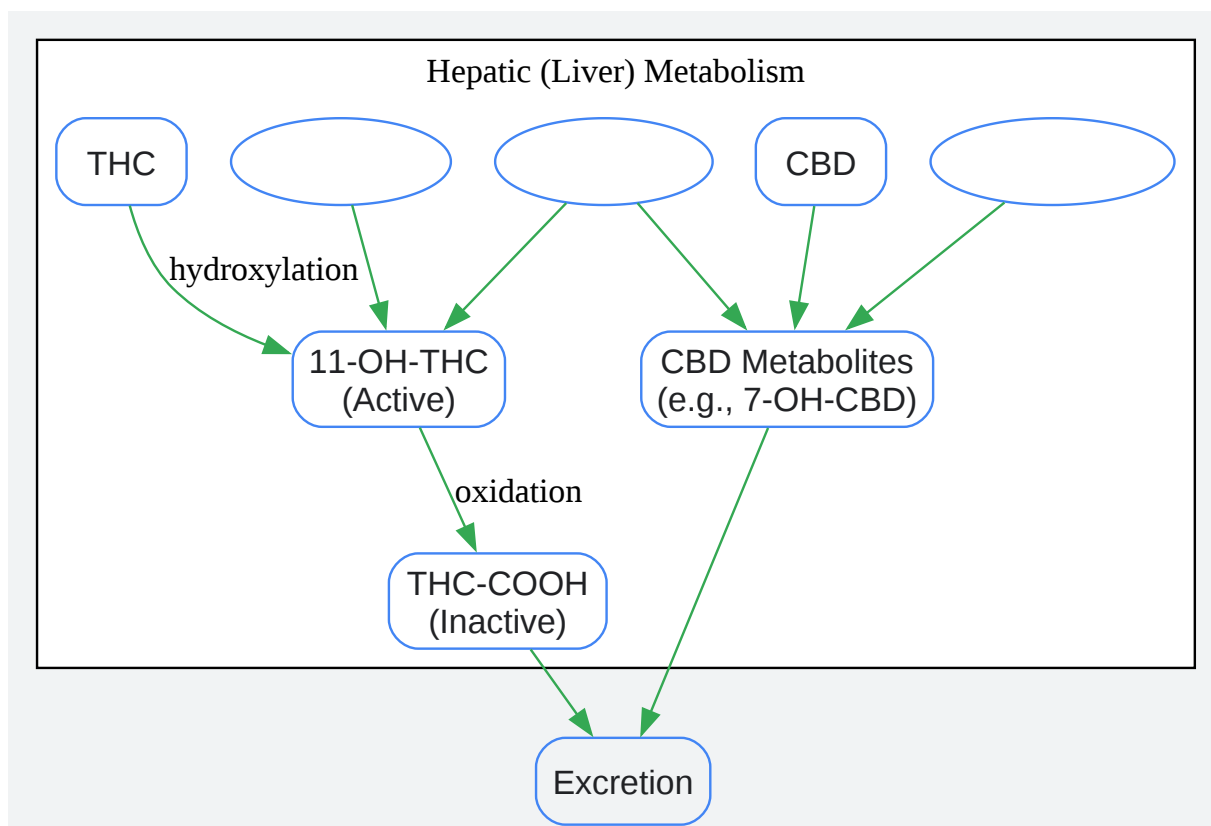 Hepatic (Liver) Metabolism
THC
CBD
hydroxylation
11-OH-THC
(Active)
CBD Metabolites
(e.g., 7-OH-CBD)
oxidation
THC-COOH
(Inactive)
Excretion